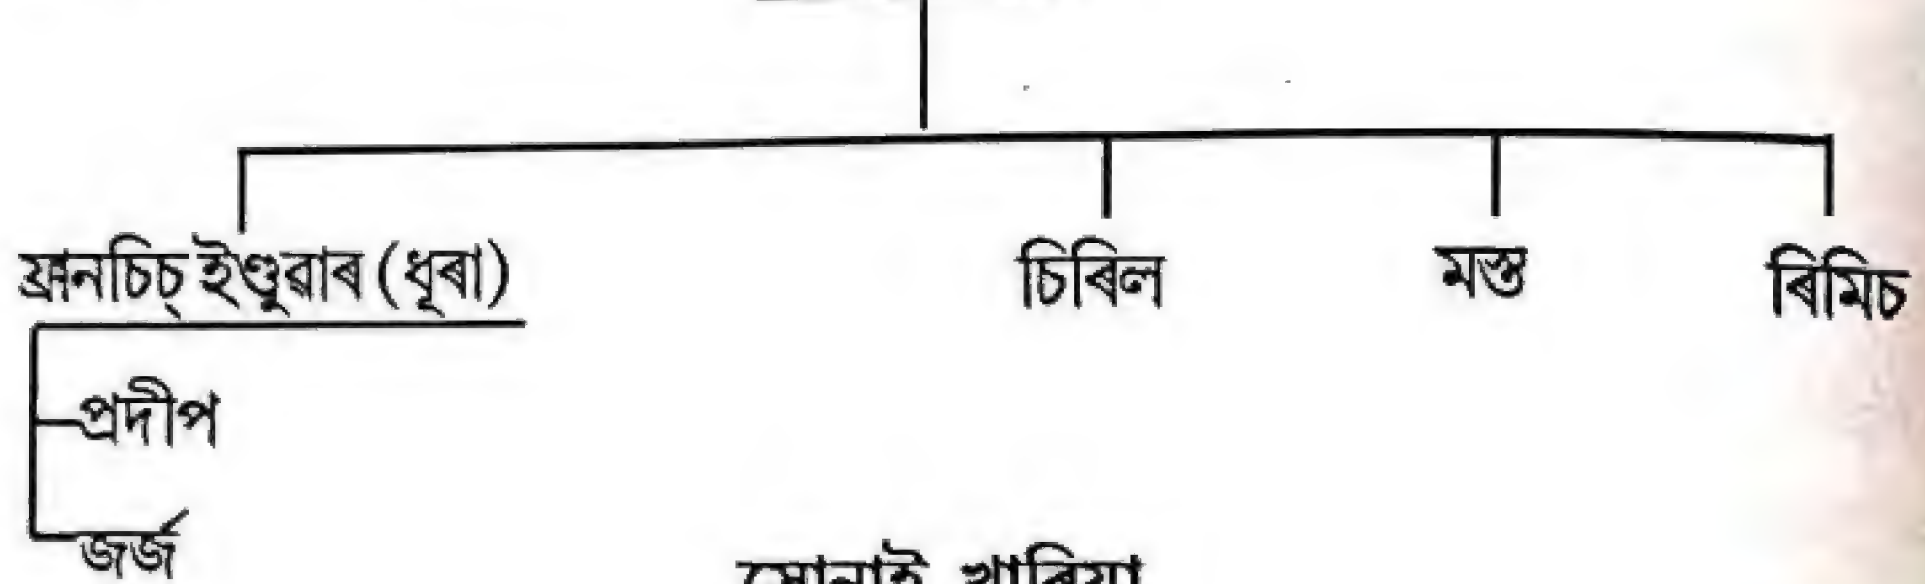 ফ্ৰানচিচ্ ইণ্ডুৱাৰ (ধৃৰা) চিৰিল মস্ত ৰিমিচ
প্ৰদীপ
জৰ্জ
সোনাই খাৰিয়া